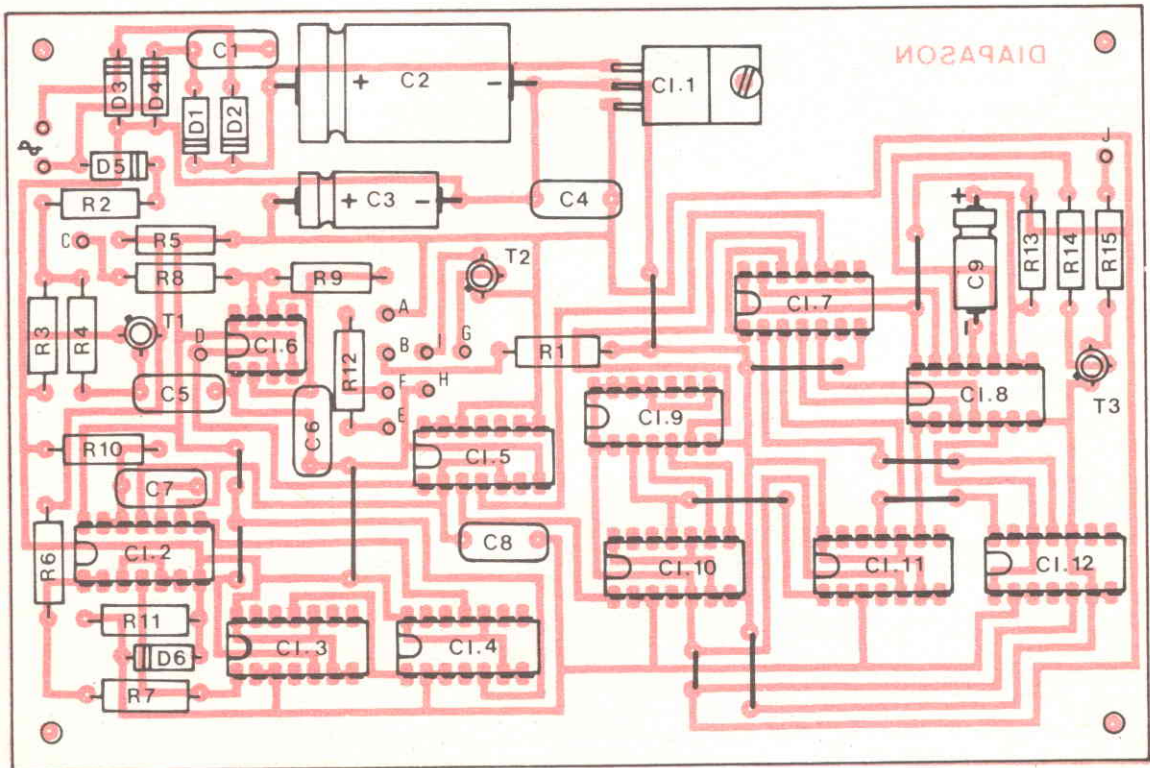 DIAPASON
C1
D3
D4
D1
D2
C2
+
-
CI.1
J
D5
R2
C3
+
-
C4
C
R5
R8
R9
T2
+
C9
-
R13
R14
R15
CI.7
R3
R4
T1
D
CI.6
A
R12
B
I
G
R1
F
H
E
C5
C6
CI.9
CI.8
T3
R10
CI.5
C7
R6
CI.2
C8
CI.10
CI.11
CI.12
R11
CI.3
CI.4
D6
R7